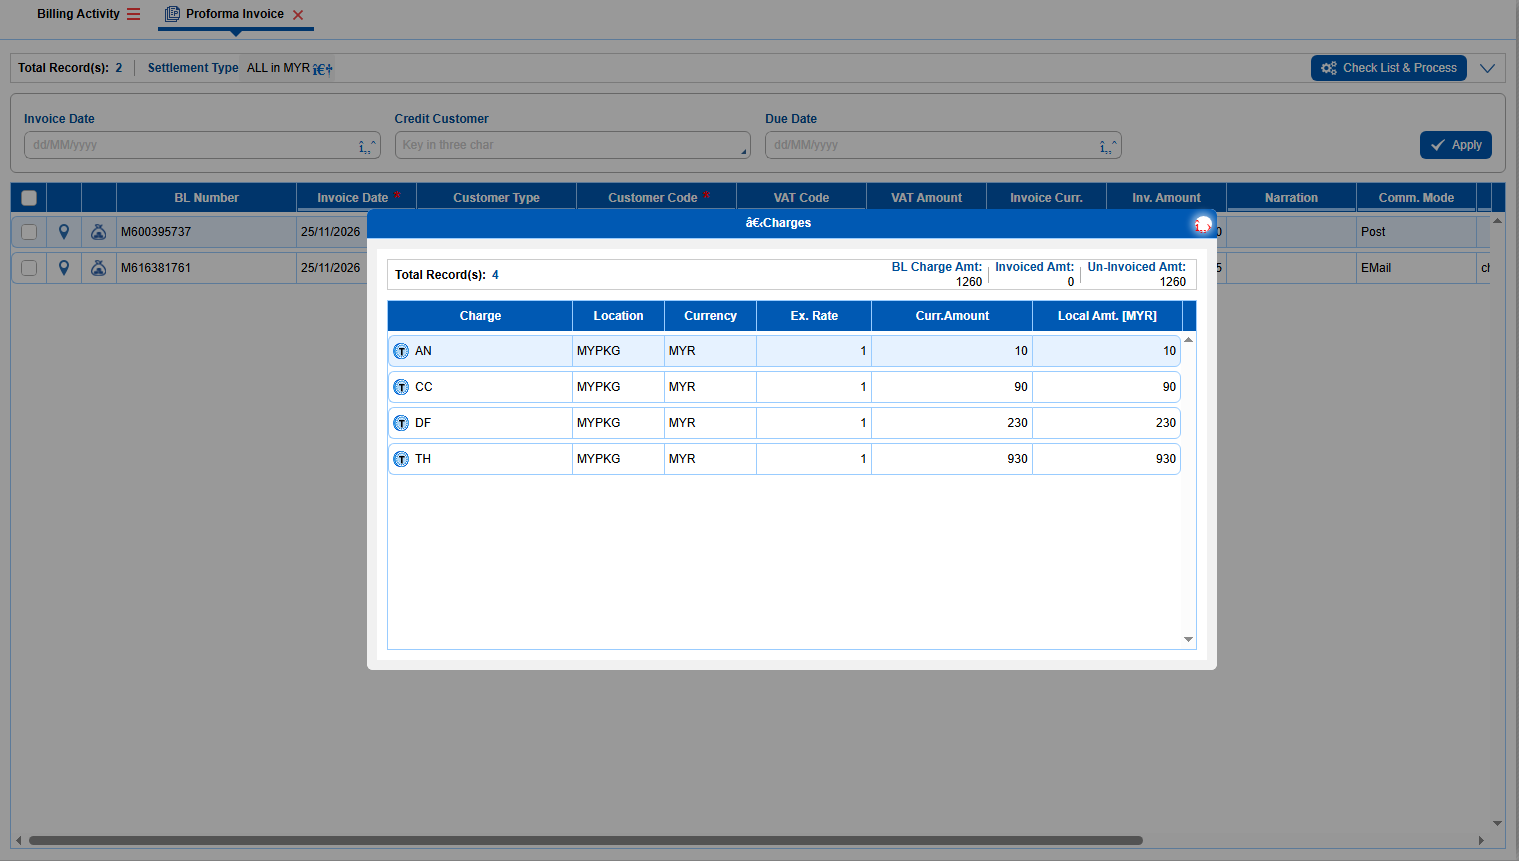 Billing Activity
Proforma Invoice
Total Record(s): 2 Settlement Type ALL in MYR î€†
Check List & Process
Invoice Date Credit Customer Due Date
dd/MM/yyyy Key in three char dd/MM/yyyy Apply
BL Number Invoice Date * Customer Type Customer Code * VAT Code VAT Amount Invoice Curr. Inv. Amount Narration Comm. Mode
M600395737 25/11/2026 0 Post
M616381761 25/11/2026 5 EMail
â€‹Charges
Total Record(s): 4
BL Charge Amt: Invoiced Amt: Un-Invoiced Amt:
1260 0 1260
Charge Location Currency Ex. Rate Curr.Amount Local Amt. [MYR]
AN MYPKG MYR 1 10 10
CC MYPKG MYR 1 90 90
DF MYPKG MYR 1 230 230
TH MYPKG MYR 1 930 930